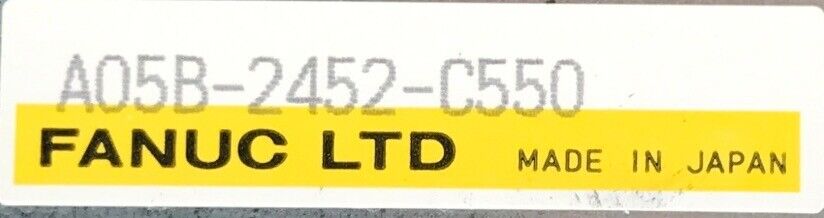 A05B-2452-C550
FANUC LTD MADE IN JAPAN